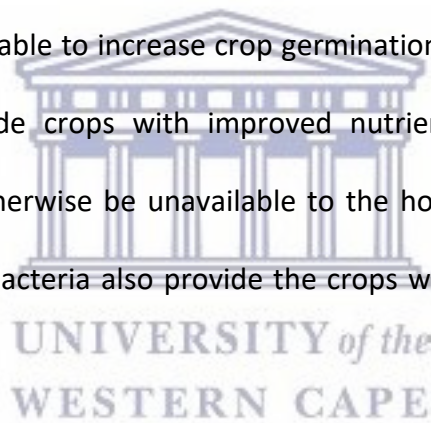 able to increase crop germination
de crops with improved nutrien
herwise be unavailable to the ho
acteria also provide the crops w
UNIVERSITY of the
WESTERN CAPE